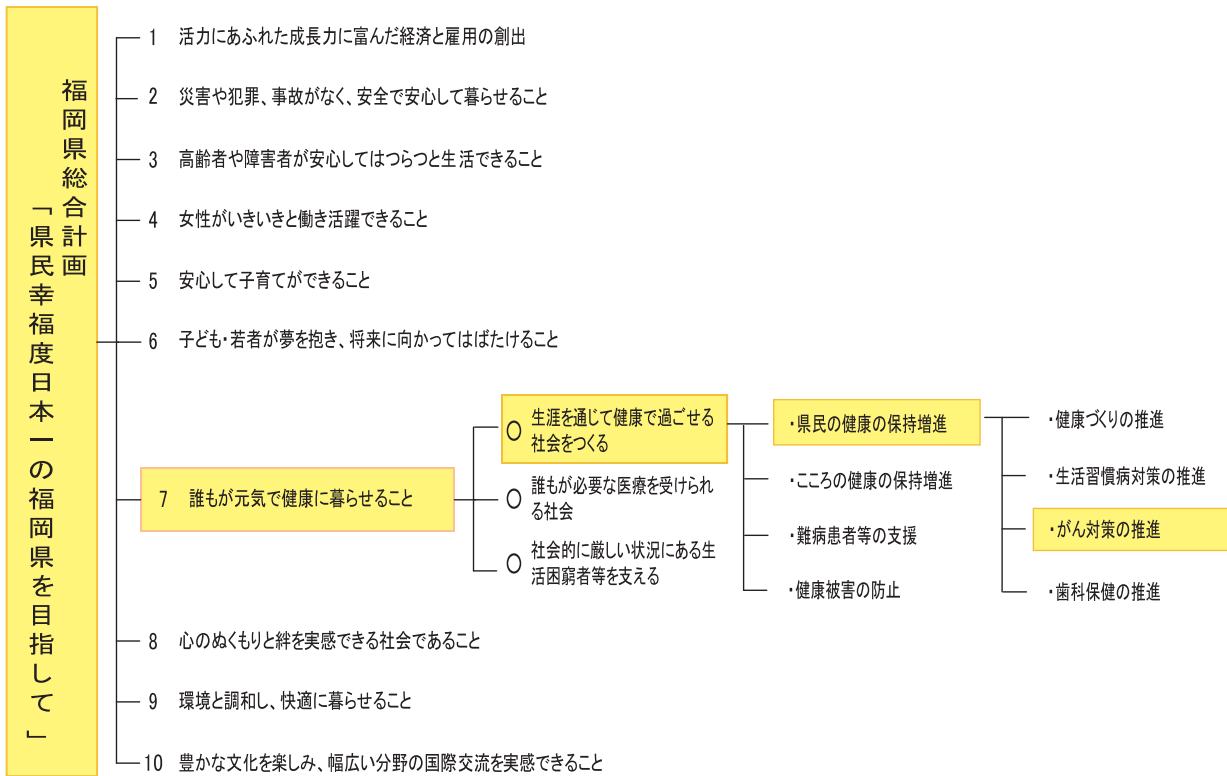 福岡県総合計画
「県民幸福度日本一の福岡県を目指して」
1 活力にあふれた成長力に富んだ経済と雇用の創出
2 災害や犯罪、事故がなく、安全で安心して暮らせること
3 高齢者や障害者が安心してはつらつと生活できること
4 女性がいきいきと働き活躍できること
5 安心して子育てができること
6 子ども・若者が夢を抱き、将来に向かってはばたけること
7 誰もが元気で健康に暮らせること
○ 生涯を通じて健康で過ごせる
社会をつくる
○ 誰もが必要な医療を受けられ
る社会
○ 社会的に厳しい状況にある生
活困窮者等を支える
・県民の健康の保持増進
・こころの健康の保持増進
・難病患者等の支援
・健康被害の防止
・健康づくりの推進
・生活習慣病対策の推進
・がん対策の推進
・歯科保健の推進
8 心のぬくもりと絆を実感できる社会であること
9 環境と調和し、快適に暮らせること
10 豊かな文化を楽しみ、幅広い分野の国際交流を実感できること